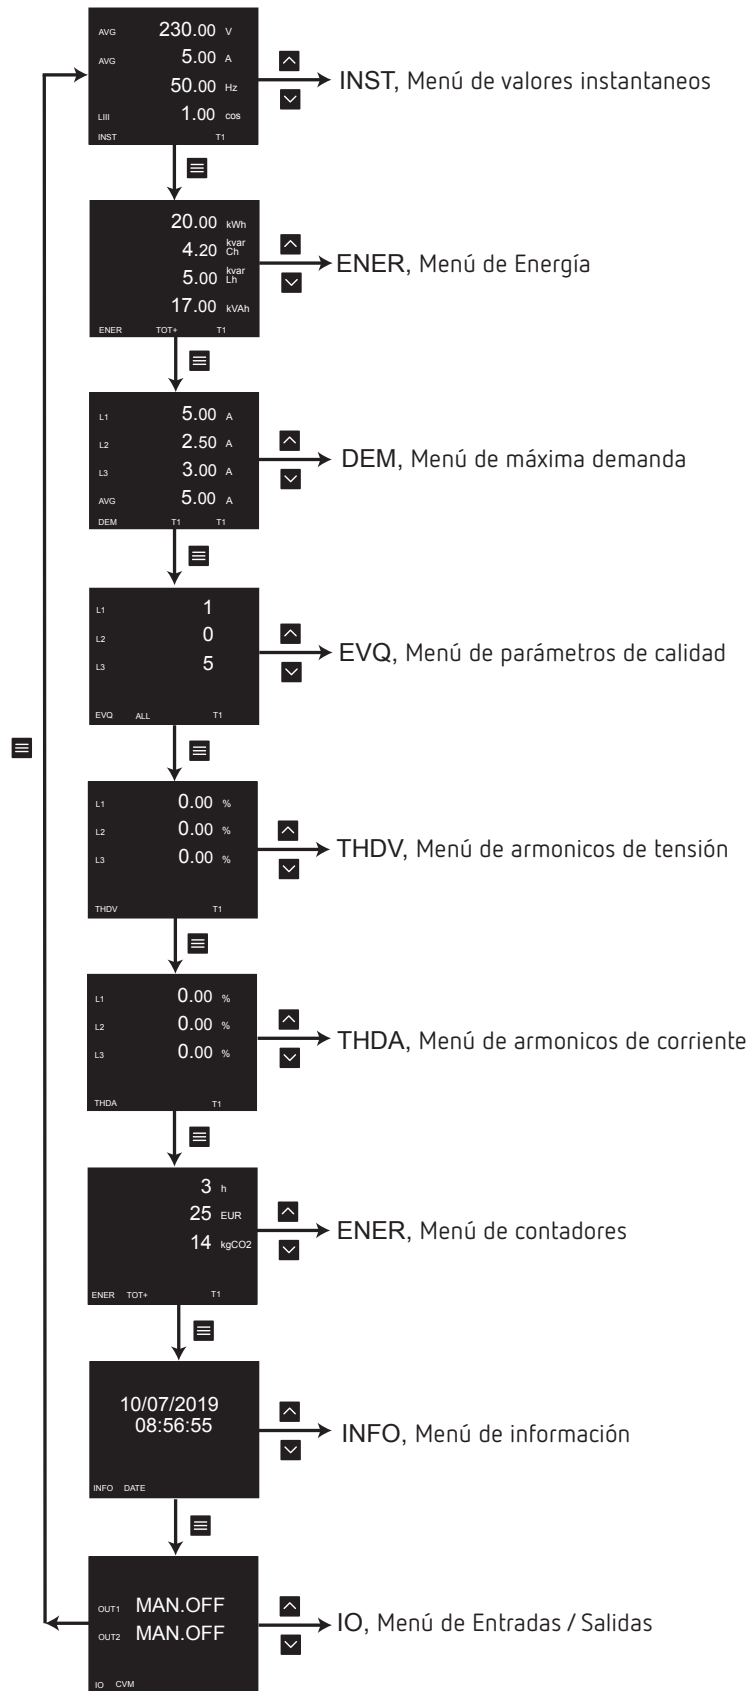 AVG 230.00 V
AVG 5.00 A
50.00 Hz
LIII 1.00 cos
INST T1
INST, Menú de valores instantaneos
20.00 kWh
4.20 kvar Ch
5.00 kvar Lh
17.00 kVAh
ENER TOT+ T1
ENER, Menú de Energía
L1 5.00 A
L2 2.50 A
L3 3.00 A
AVG 5.00 A
DEM T1 T1
DEM, Menú de máxima demanda
L1 1
L2 0
L3 5
EVQ ALL T1
EVQ, Menú de parámetros de calidad
L1 0.00 %
L2 0.00 %
L3 0.00 %
THDV T1
THDV, Menú de armonicos de tensión
L1 0.00 %
L2 0.00 %
L3 0.00 %
THDA T1
THDA, Menú de armonicos de corriente
3 h
25 EUR
14 kgCO2
ENER TOT+ T1
ENER, Menú de contadores
10/07/2019
08:56:55
INFO DATE
INFO, Menú de información
OUT1 MAN.OFF
OUT2 MAN.OFF
IO CVM
IO, Menú de Entradas / Salidas